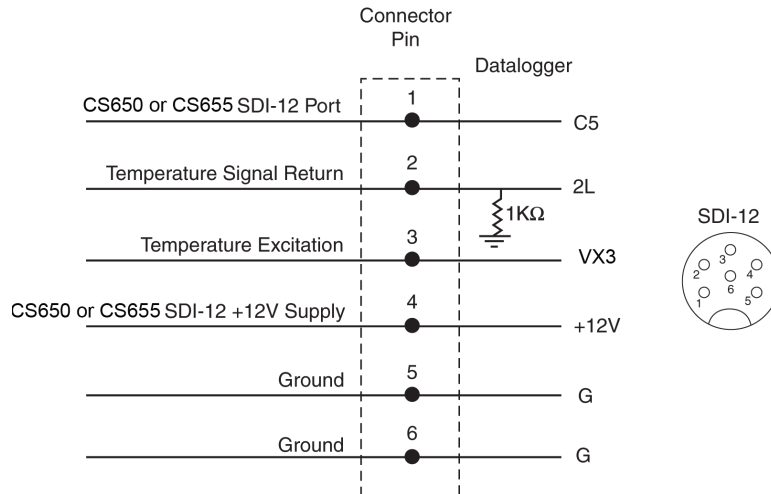 Connector
Pin
Datalogger
CS650 or CS655 SDI-12 Port
1
C5
Temperature Signal Return
2
2L
1KΩ
Temperature Excitation
3
VX3
CS650 or CS655 SDI-12 +12V Supply
4
+12V
Ground
5
G
Ground
6
G
SDI-12
3
2
4
6
1
5